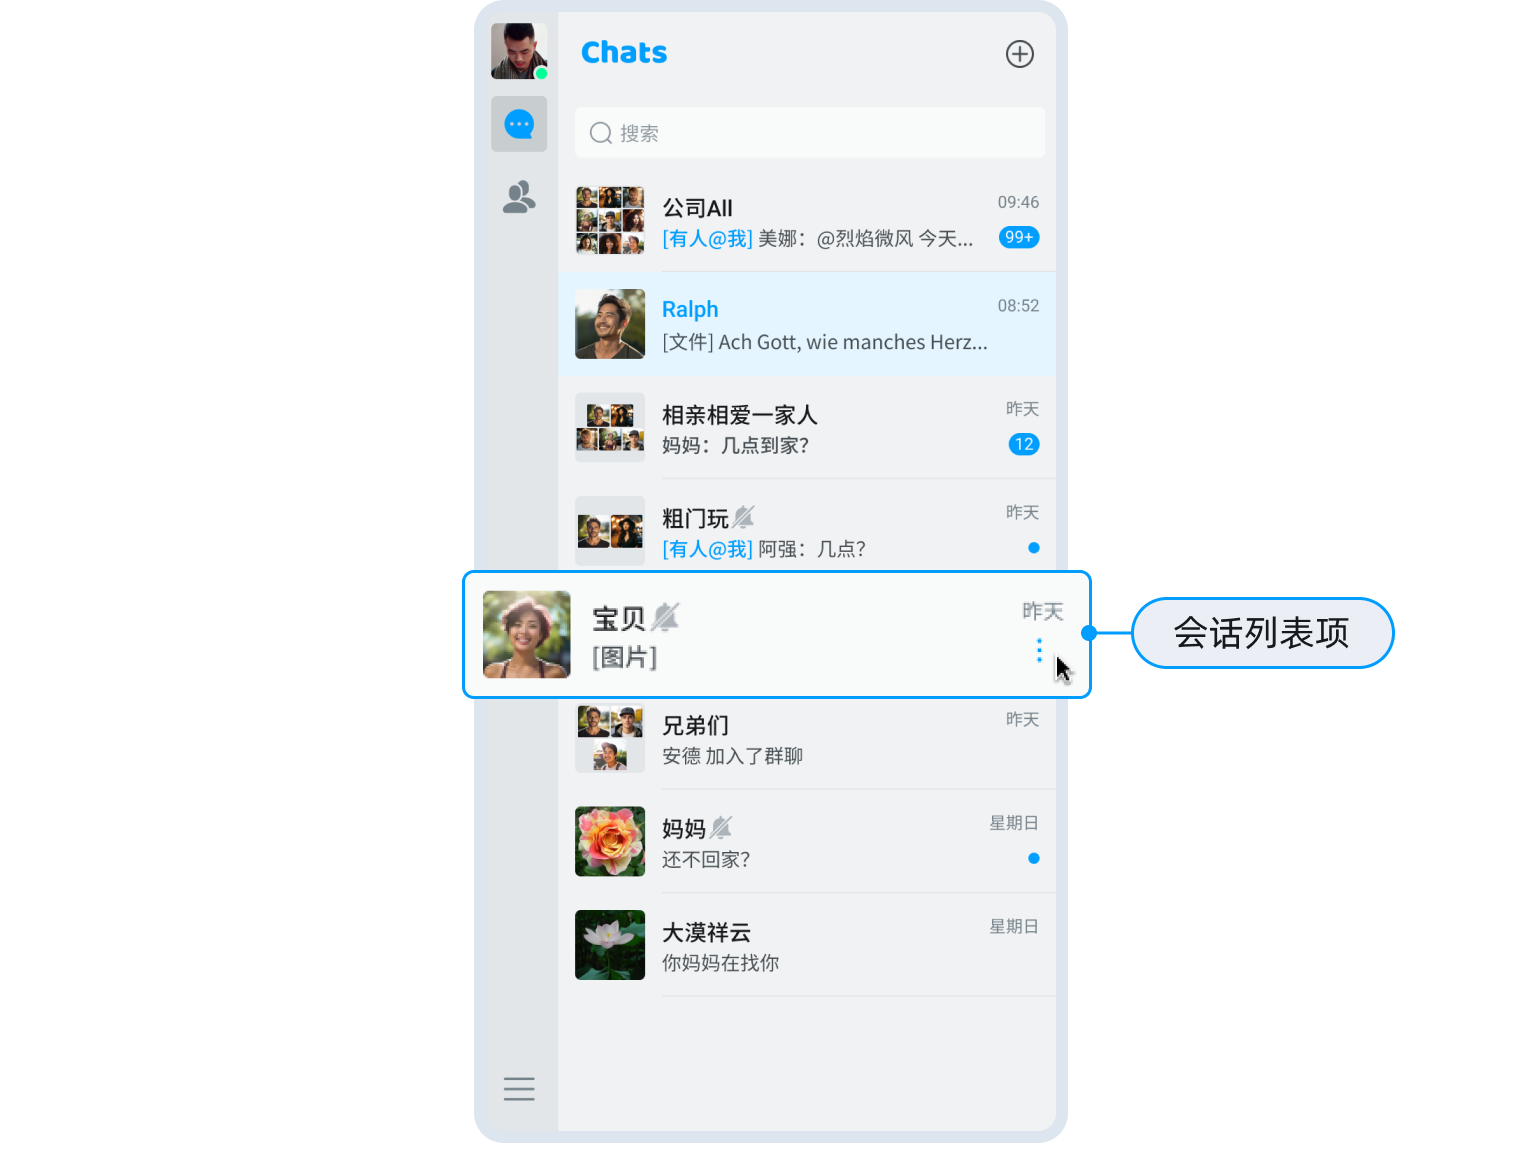 Chats
搜索
公司All
09:46
[有人@我] 美娜：@烈焰微风 今天...
99+
Ralph
08:52
[文件] Ach Gott, wie manches Herz...
相亲相爱一家人
昨天
妈妈：几点到家？
12
粗门玩
昨天
[有人@我] 阿强：几点？
宝贝
昨天
[图片]
会话列表项
兄弟们
昨天
安德 加入了群聊
妈妈
星期日
还不回家？
大漠祥云
星期日
你妈妈在找你